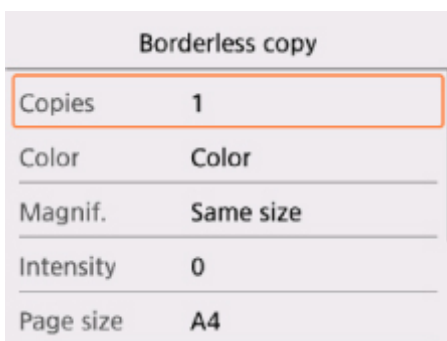 Borderless copy
Copies 1
Color Color
Magnif. Same size
Intensity 0
Page size A4